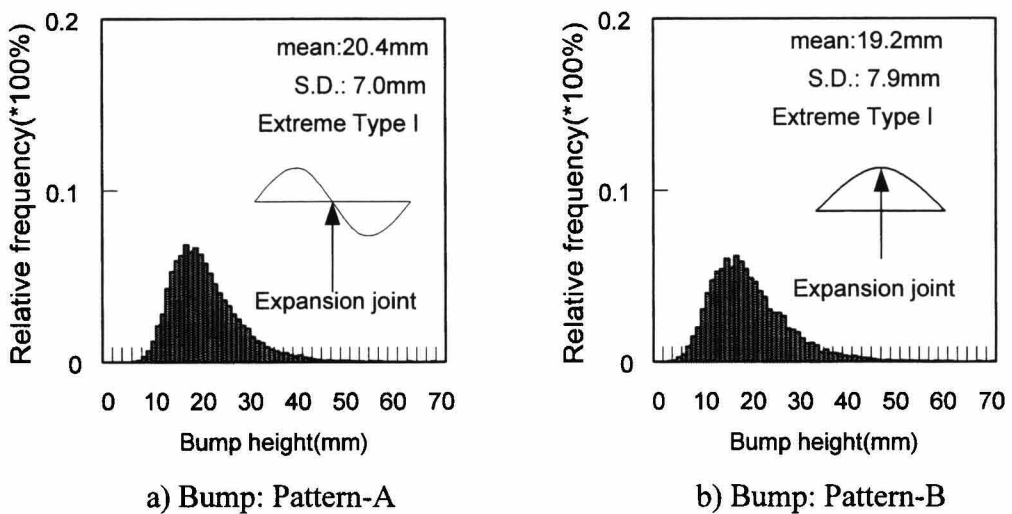 0.2
mean:20.4mm
S.D.: 7.0mm
Extreme Type I
0.1
Expansion joint
0
Relative frequency(*100%)
0 10 20 30 40 50 60 70
Bump height(mm)
a) Bump: Pattern-A
0.2
mean:19.2mm
S.D.: 7.9mm
Extreme Type I
0.1
Expansion joint
0
Relative frequency(*100%)
0 10 20 30 40 50 60 70
Bump height(mm)
b) Bump: Pattern-B